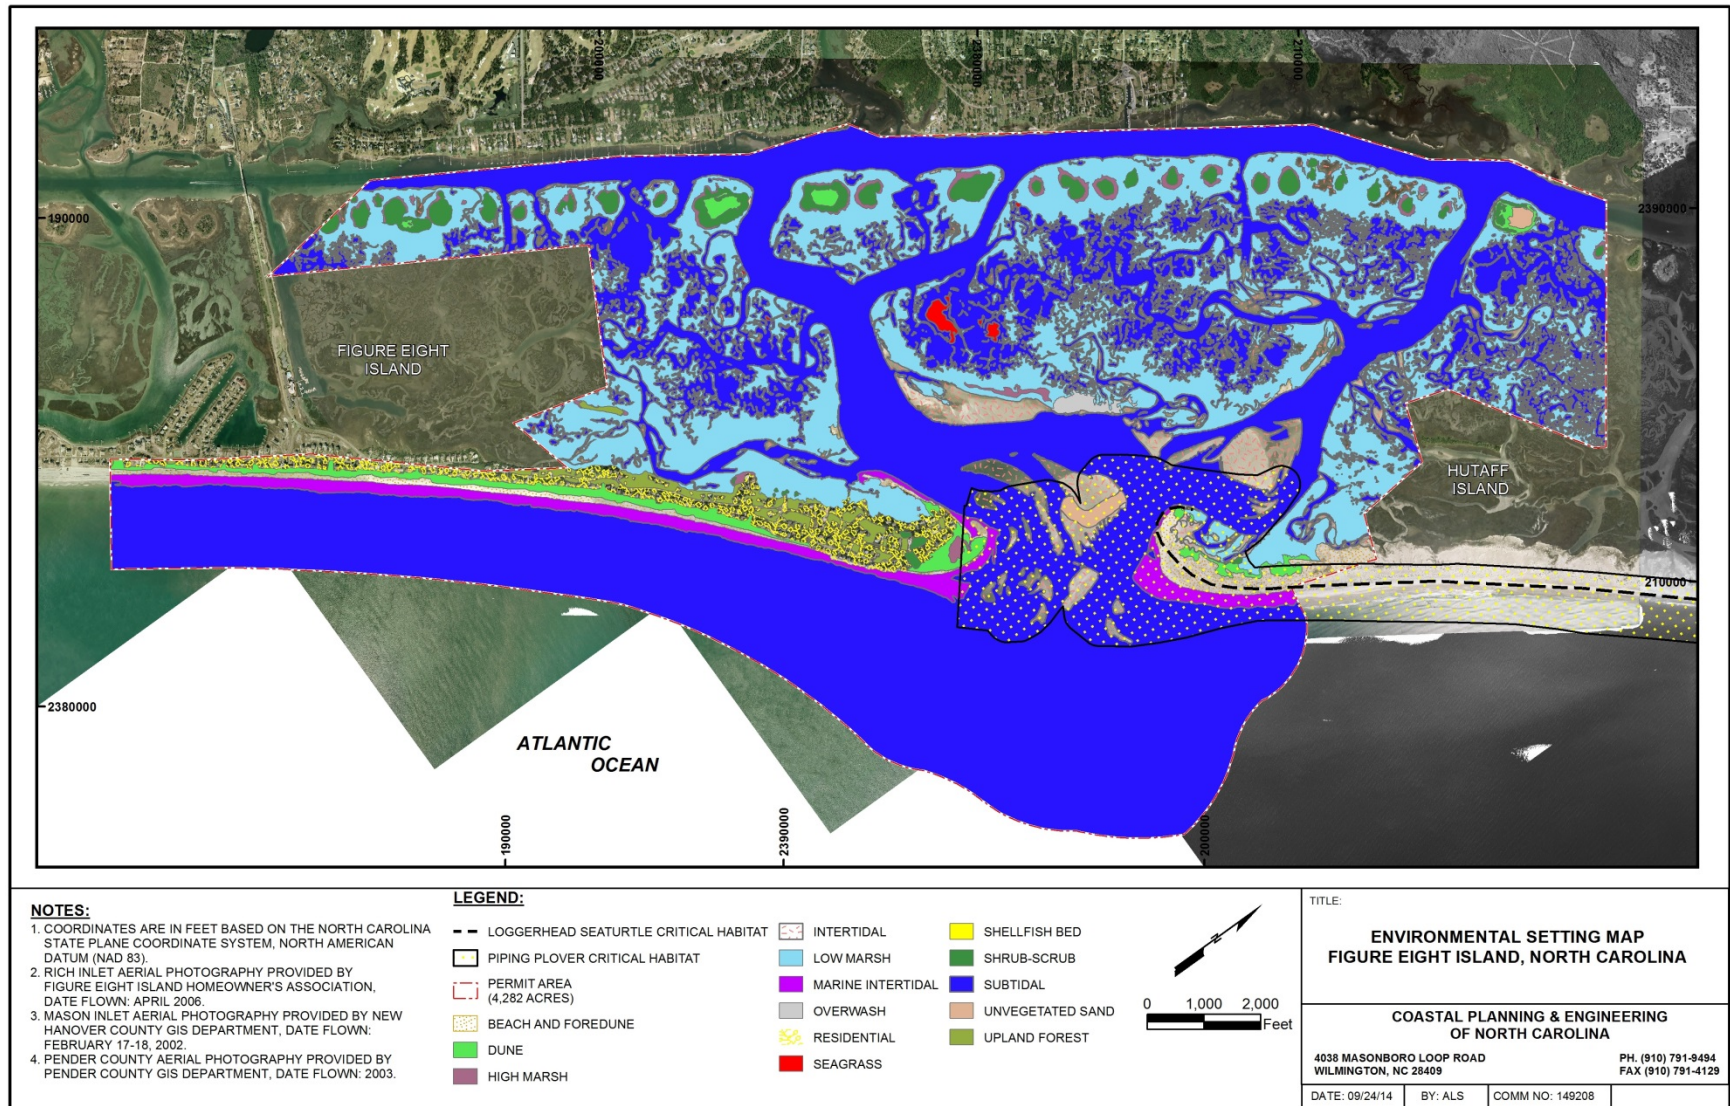 200000
2380000
210000
190000
2390000
FIGURE EIGHT
ISLAND
HUTAFF
ISLAND
210000
2380000
ATLANTIC
OCEAN
190000
2390000
200000
NOTES:
1. COORDINATES ARE IN FEET BASED ON THE NORTH CAROLINA
STATE PLANE COORDINATE SYSTEM, NORTH AMERICAN
DATUM (NAD 83).
2. RICH INLET AERIAL PHOTOGRAPHY PROVIDED BY
FIGURE EIGHT ISLAND HOMEOWNER'S ASSOCIATION,
DATE FLOWN: APRIL 2006.
3. MASON INLET AERIAL PHOTOGRAPHY PROVIDED BY NEW
HANOVER COUNTY GIS DEPARTMENT, DATE FLOWN:
FEBRUARY 17-18, 2002.
4. PENDER COUNTY AERIAL PHOTOGRAPHY PROVIDED BY
PENDER COUNTY GIS DEPARTMENT, DATE FLOWN: 2003.
LEGEND:
LOGGERHEAD SEATURTLE CRITICAL HABITAT
PIPING PLOVER CRITICAL HABITAT
PERMIT AREA
(4,282 ACRES)
BEACH AND FOREDUNE
DUNE
HIGH MARSH
INTERTIDAL
LOW MARSH
MARINE INTERTIDAL
OVERWASH
RESIDENTIAL
SEAGRASS
SHELLFISH BED
SHRUB-SCRUB
SUBTIDAL
UNVEGETATED SAND
UPLAND FOREST
N
0 1,000 2,000
Feet
TITLE:
ENVIRONMENTAL SETTING MAP
FIGURE EIGHT ISLAND, NORTH CAROLINA
COASTAL PLANNING & ENGINEERING
OF NORTH CAROLINA
4038 MASONBORO LOOP ROAD PH. (910) 791-9494
WILMINGTON, NC 28409 FAX (910) 791-4129
DATE: 09/24/14 BY: ALS COMM NO: 149208